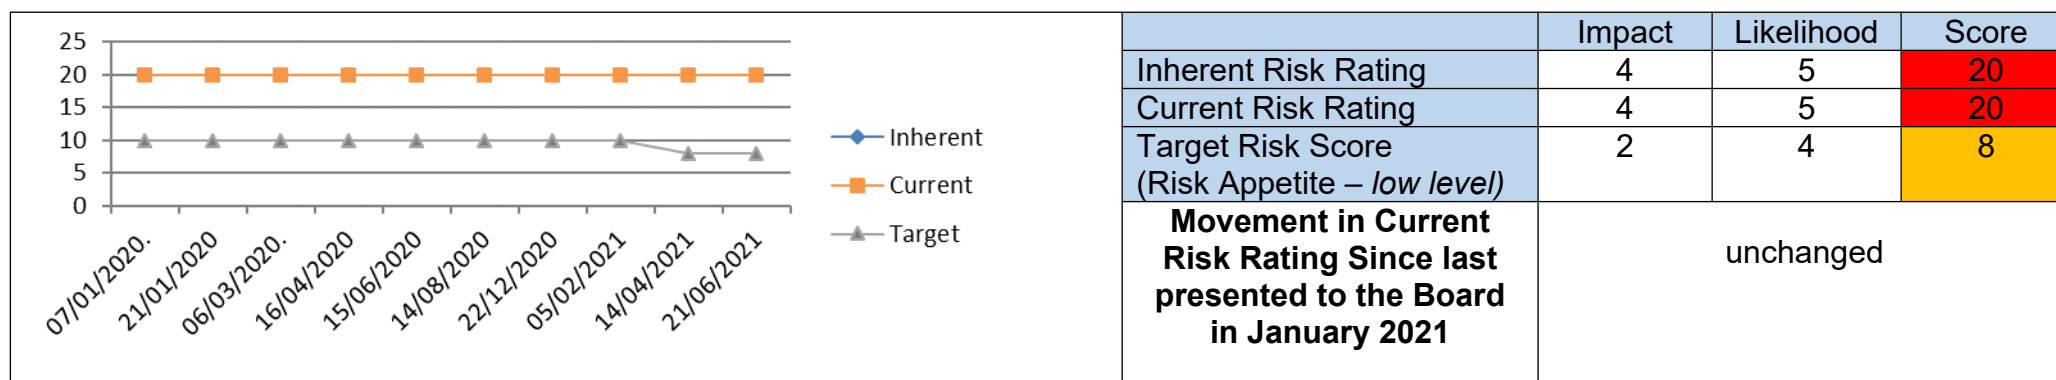 25
20
15
10
5
0
07/01/2020.
21/01/2020
06/03/2020.
16/04/2020
15/06/2020
14/08/2020
22/12/2020
05/02/2021
14/04/2021
21/06/2021
Inherent
Current
Target
Impact Likelihood Score
Inherent Risk Rating 4 5 20
Current Risk Rating 4 5 20
Target Risk Score 2 4 8
(Risk Appetite – low level)
Movement in Current
Risk Rating Since last
presented to the Board
in January 2021
unchanged